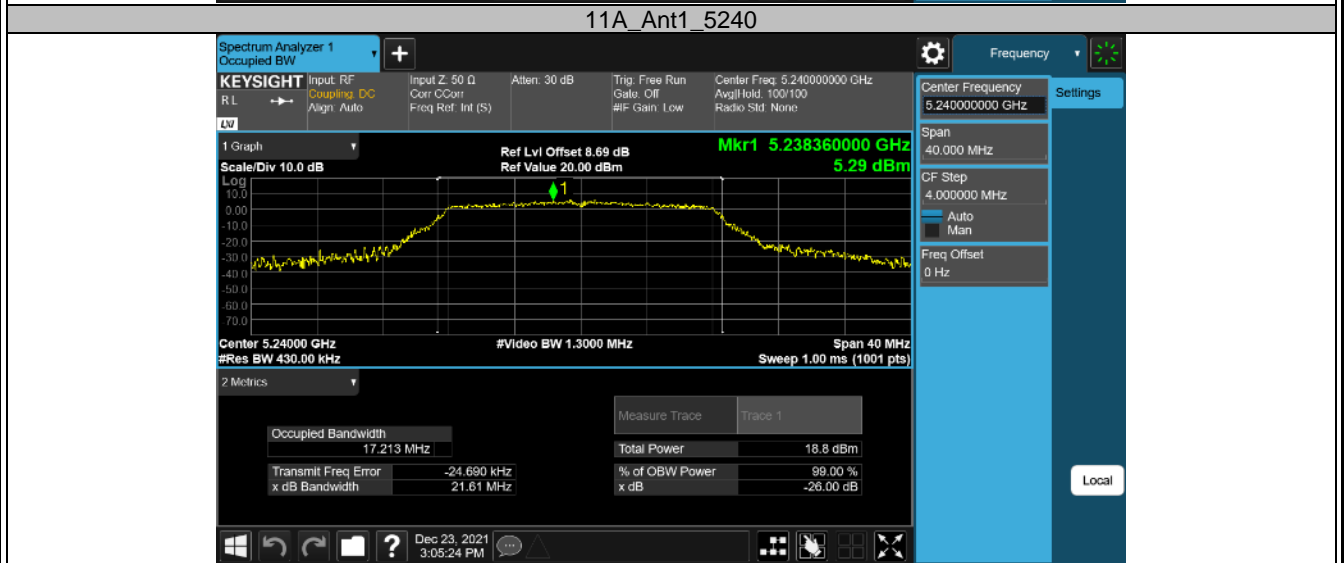 11A_Ant1_5240
Spectrum Analyzer 1
Occupied BW
+
Frequency
KEYSIGHT
R L
LXI
Input: RF
Coupling: DC
Align: Auto
Input Z: 50 Ω
Corr CCorr
Freq Ref: Int (S)
Atten: 30 dB
Trig: Free Run
Gate: Off
#IF Gain: Low
Center Freq: 5.240000000 GHz
Avg|Hold: 100/100
Radio Std: None
Center Frequency
5.240000000 GHz
Settings
Span
40.000 MHz
CF Step
4.000000 MHz
Auto
Man
Freq Offset
0 Hz
1 Graph
Scale/Div 10.0 dB
Ref Lvl Offset 8.69 dB
Ref Value 20.00 dBm
Mkr1 5.238360000 GHz
5.29 dBm
Log
10.0
0.00
-10.0
-20.0
-30.0
-40.0
-50.0
-60.0
-70.0
1
Center 5.24000 GHz
#Res BW 430.00 kHz
#Video BW 1.3000 MHz
Span 40 MHz
Sweep 1.00 ms (1001 pts)
2 Metrics
Measure Trace Trace 1
Occupied Bandwidth
17.213 MHz
Total Power 18.8 dBm
Transmit Freq Error -24.690 kHz
% of OBW Power 99.00 %
x dB Bandwidth 21.61 MHz
x dB -26.00 dB
Local
?
Dec 23, 2021
3:05:24 PM